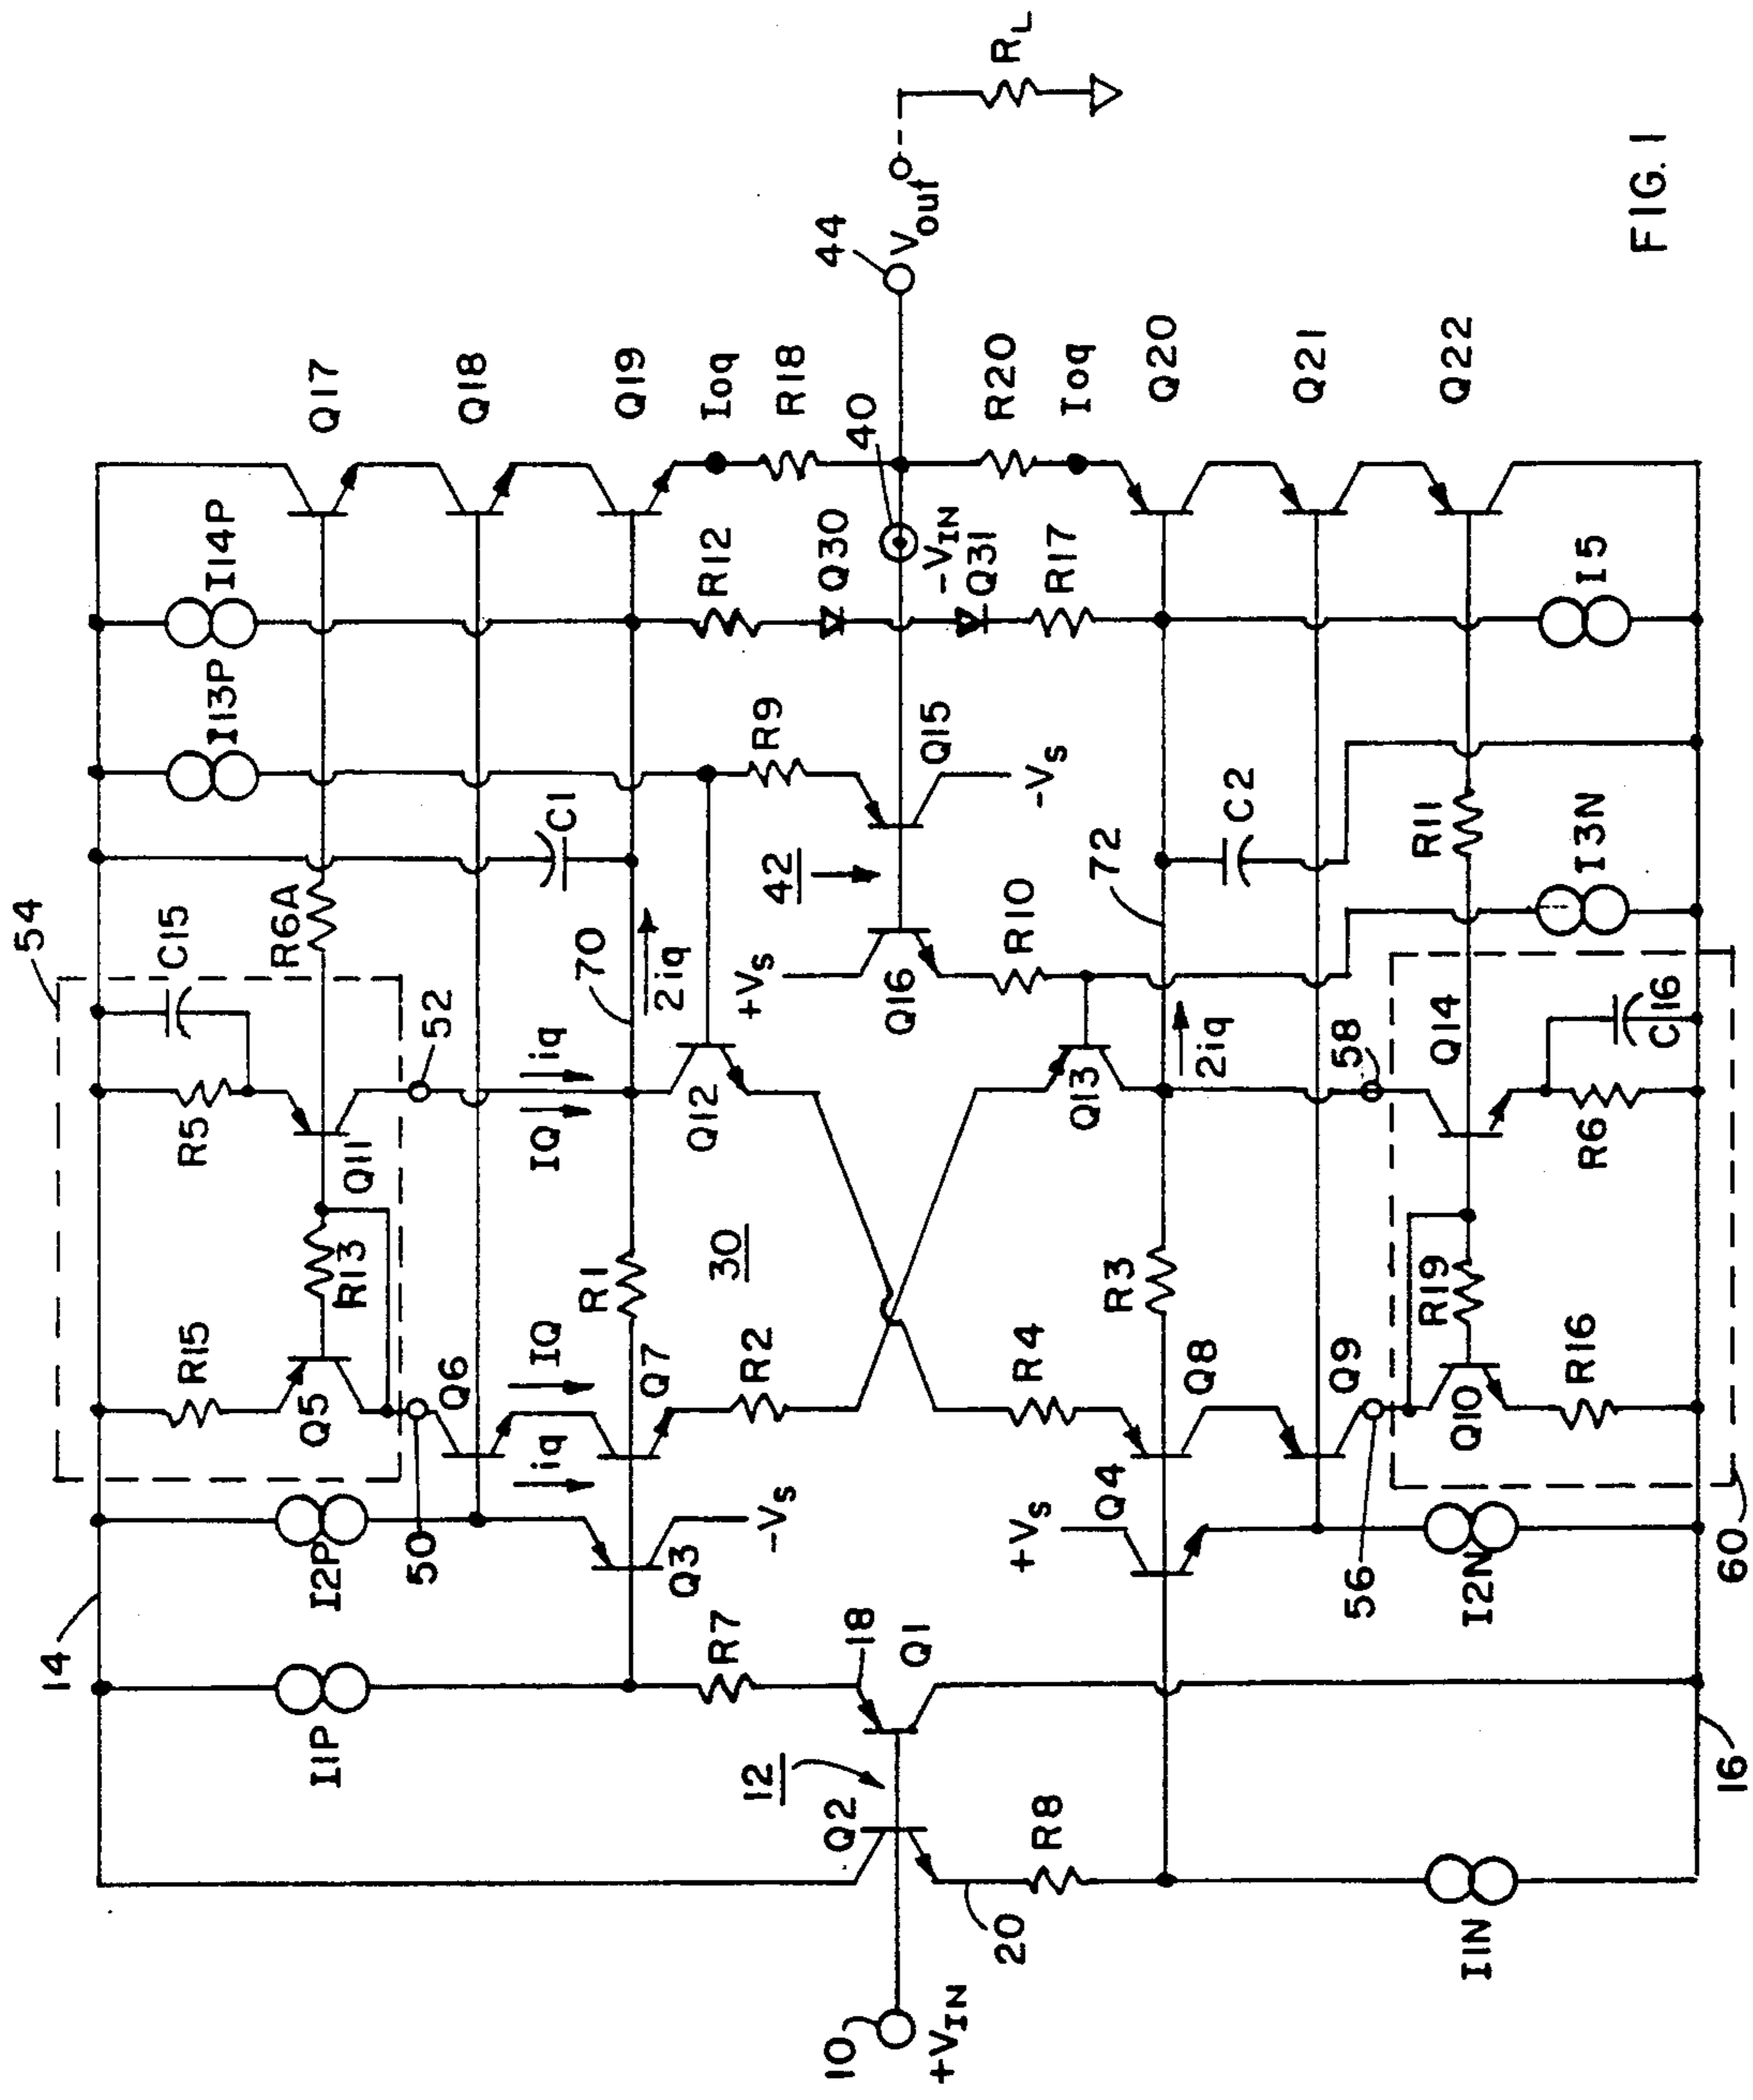 54
14
C15
R15
R5
I13P
I14P
R6A
I1P
I2P
Q5
R13
Q11
Q17
50
52
Q6
Q18
iq
IQ
IQ
iq
C1
R1
70
Q19
Q7
2iq
Q3
R7
30
Q12
R12
Ioq
12
R2
+Vs
R9
R18
-Vs
42
10
Q2
18
Q30
40
44
Q1
Q16
Q15
Vout
+VIN
-VIN
Q31
R20
RL
20
R10
+Vs
R8
R4
-Vs
R17
Ioq
Q13
Q4
R3
72
Q20
Q8
2iq
C2
Q21
56
Q9
58
R19
Q14
R11
Q22
I1N
I2N
Q10
R16
R6
I3N
I5
C16
FIG. 1
16
60